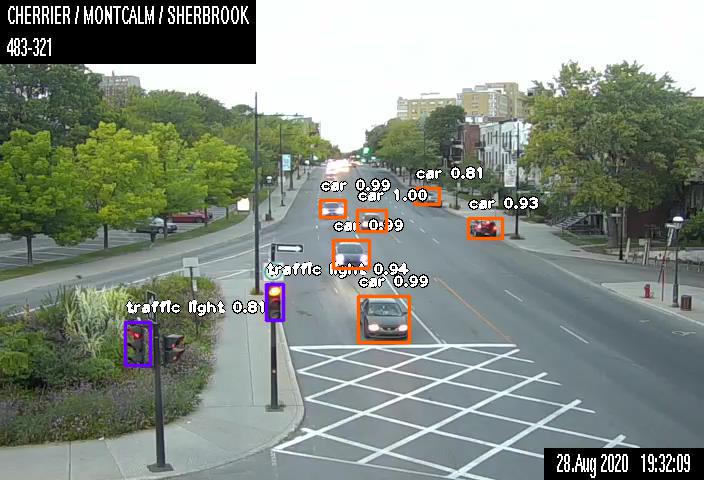 CHERRIER / MONTCALM / SHERBROOK
483-321
car 0.81
car 0.99
car 1.00
car 0.93
car 0.99
traffic light 0.94
car 0.99
traffic light 0.81
28.Aug 2020 19:32:09